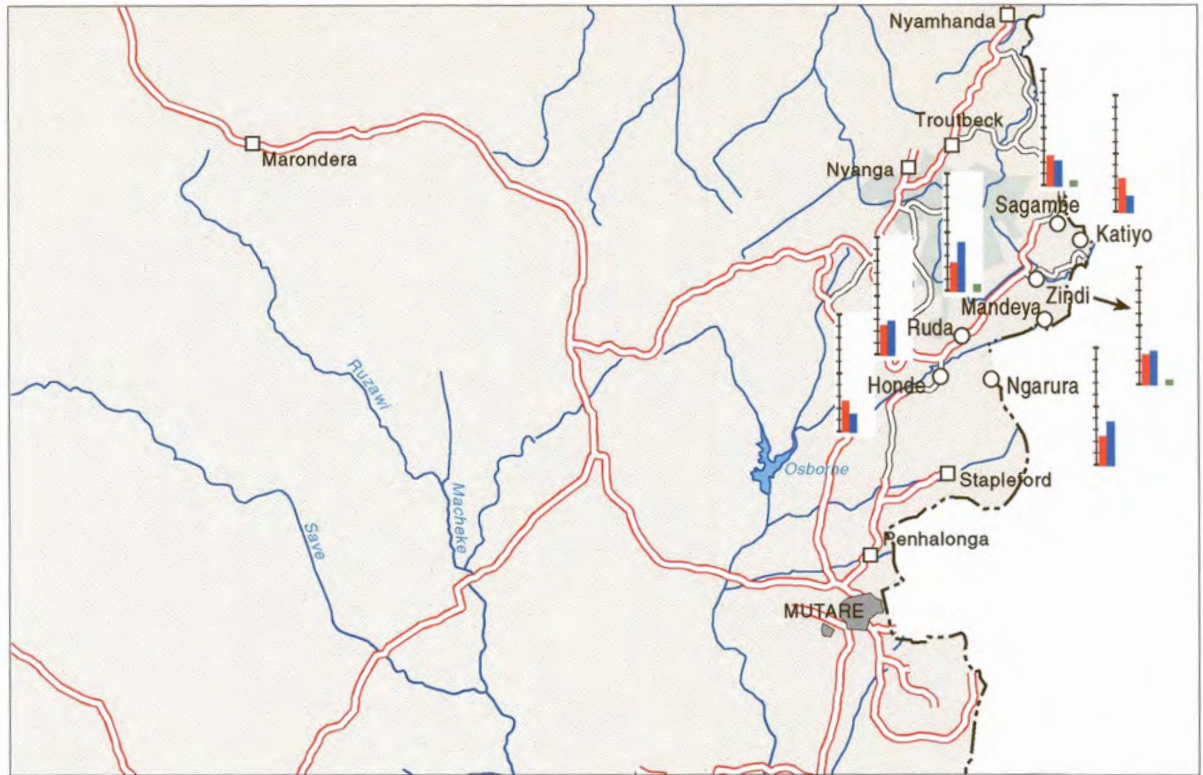 Nyamhanda
Troutbeck
Marondera
Nyanga
Sagambe
Katiyo
Zindi
Mandeya
Ruda
Honde
Ngarura
Ruzawi
Osborne
Stapleford
Macheke
Save
Penhalonga
MUTARE